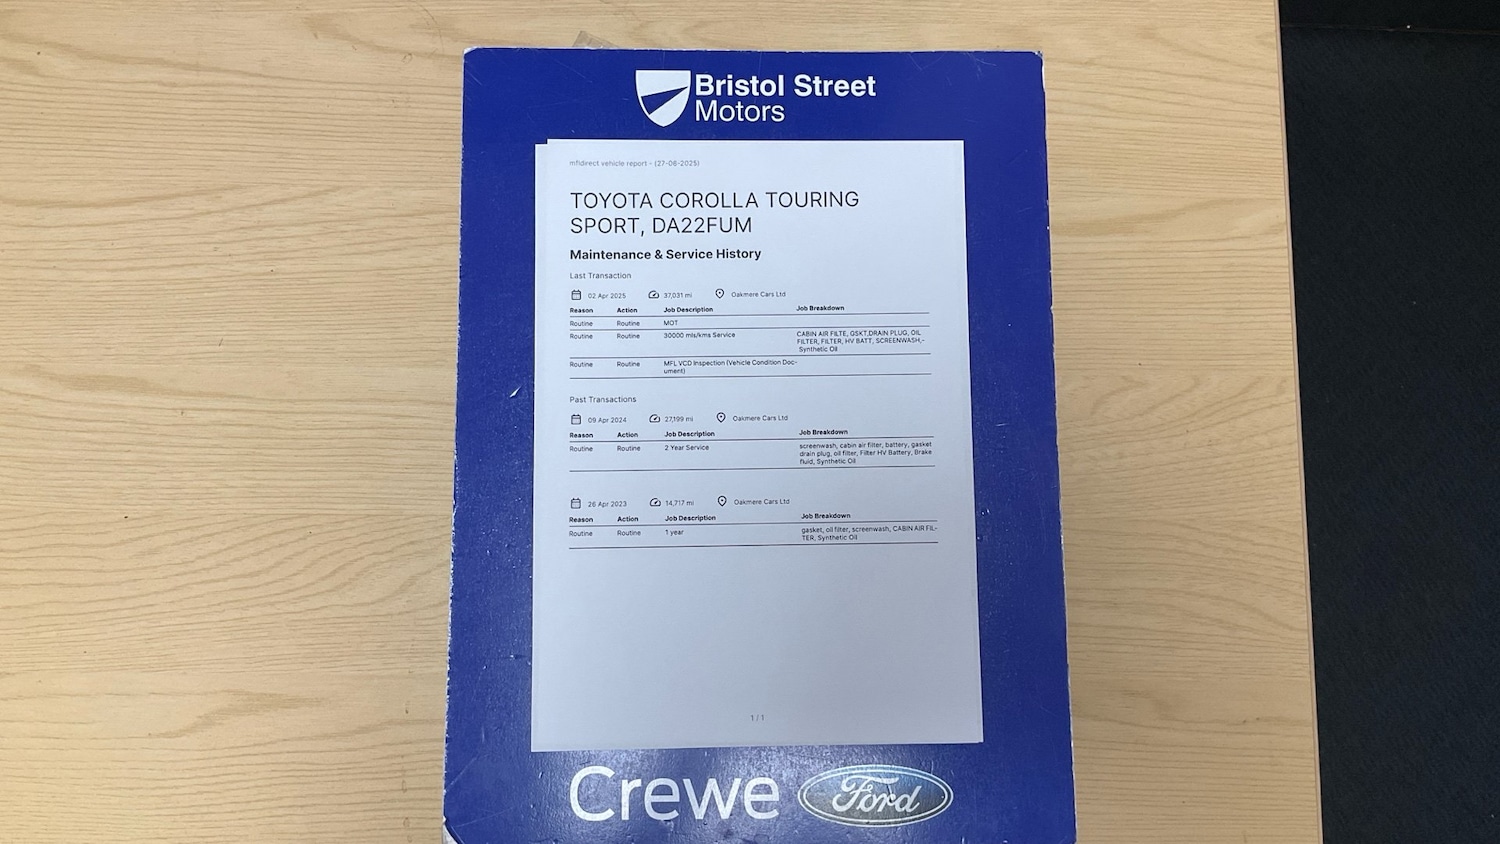 Bristol Street
Motors
mfldirect vehicle report - (27-06-2025)
TOYOTA COROLLA TOURING
SPORT, DA22FUM
Maintenance & Service History
Last Transaction
02 Apr 2025 37,031 mi Oakmere Cars Ltd
Reason Action Job Description Job Breakdown
Routine Routine MOT
Routine Routine 30000 mls/kms Service CABIN AIR FILTE, GSKT,DRAIN PLUG, OIL
FILTER, FILTER, HV BATT, SCREENWASH,-
Synthetic Oil
Routine Routine MFL VCD Inspection (Vehicle Condition Doc-
ument)
Past Transactions
09 Apr 2024 27,199 mi Oakmere Cars Ltd
Reason Action Job Description Job Breakdown
Routine Routine 2 Year Service screenwash, cabin air filter, battery, gasket
drain plug, oil filter, Filter HV Battery, Brake
fluid, Synthetic Oil
26 Apr 2023 14,717 mi Oakmere Cars Ltd
Reason Action Job Description Job Breakdown
Routine Routine 1 year gasket, oil filter, screenwash, CABIN AIR FIL-
TER, Synthetic Oil
1 / 1
Crewe Ford